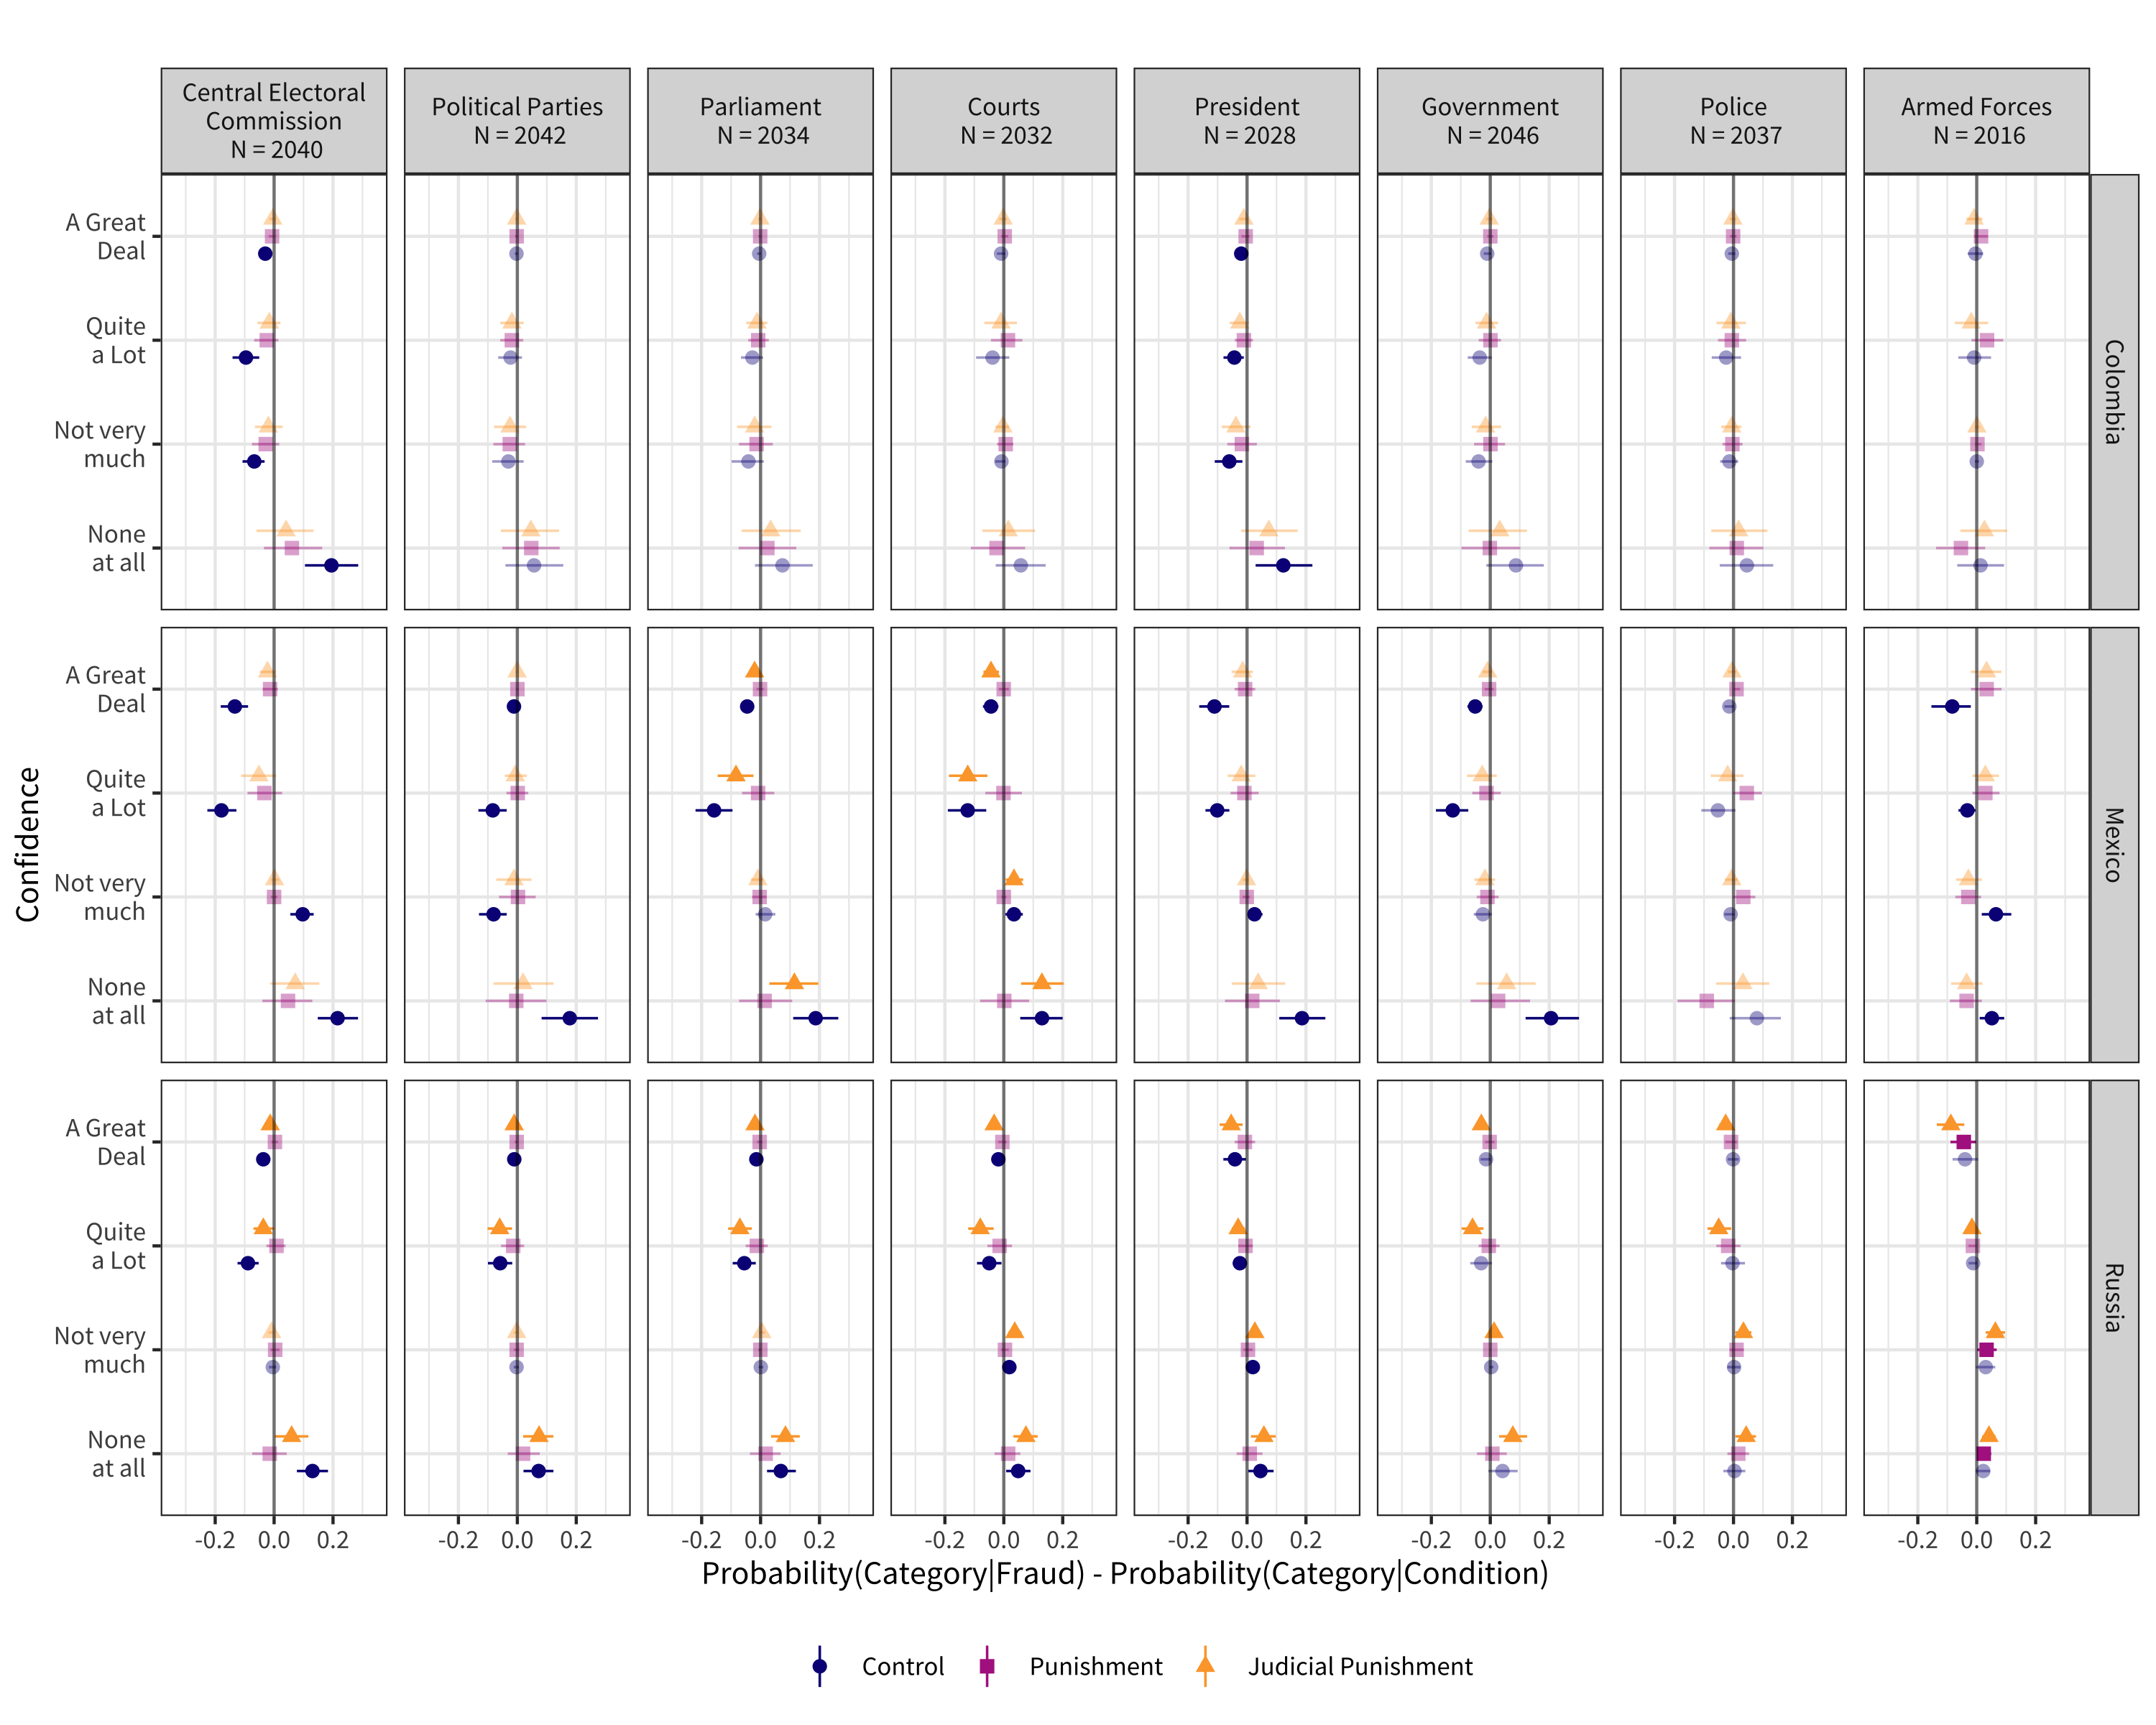 Central Electoral
Commission
N = 2040
Political Parties
N = 2042
Parliament
N = 2034
Courts
N = 2032
President
N = 2028
Government
N = 2046
Police
N = 2037
Armed Forces
N = 2016
Confidence
A Great
Deal
Quite
a Lot
Not very
much
None
at all
Colombia
A Great
Deal
Quite
a Lot
Not very
much
None
at all
Mexico
A Great
Deal
Quite
a Lot
Not very
much
None
at all
Russia
-0.2 0.0 0.2 -0.2 0.0 0.2 -0.2 0.0 0.2 -0.2 0.0 0.2 -0.2 0.0 0.2 -0.2 0.0 0.2 -0.2 0.0 0.2 -0.2 0.0 0.2
Probability(Category|Fraud) - Probability(Category|Condition)
Control Punishment Judicial Punishment